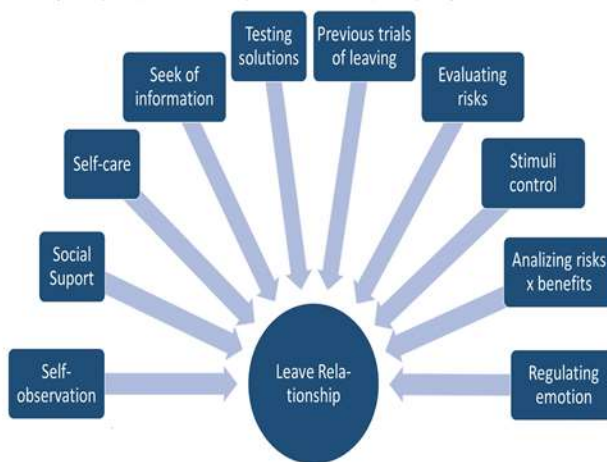 Testing
solutions
Previous trials
of leaving
Seek of
information
Evaluating
risks
Self-care
Stimuli
control
Social
Suport
Analizing risks
x benefits
Self-
observation
Leave Rela-
tionship
Regulating
emotion